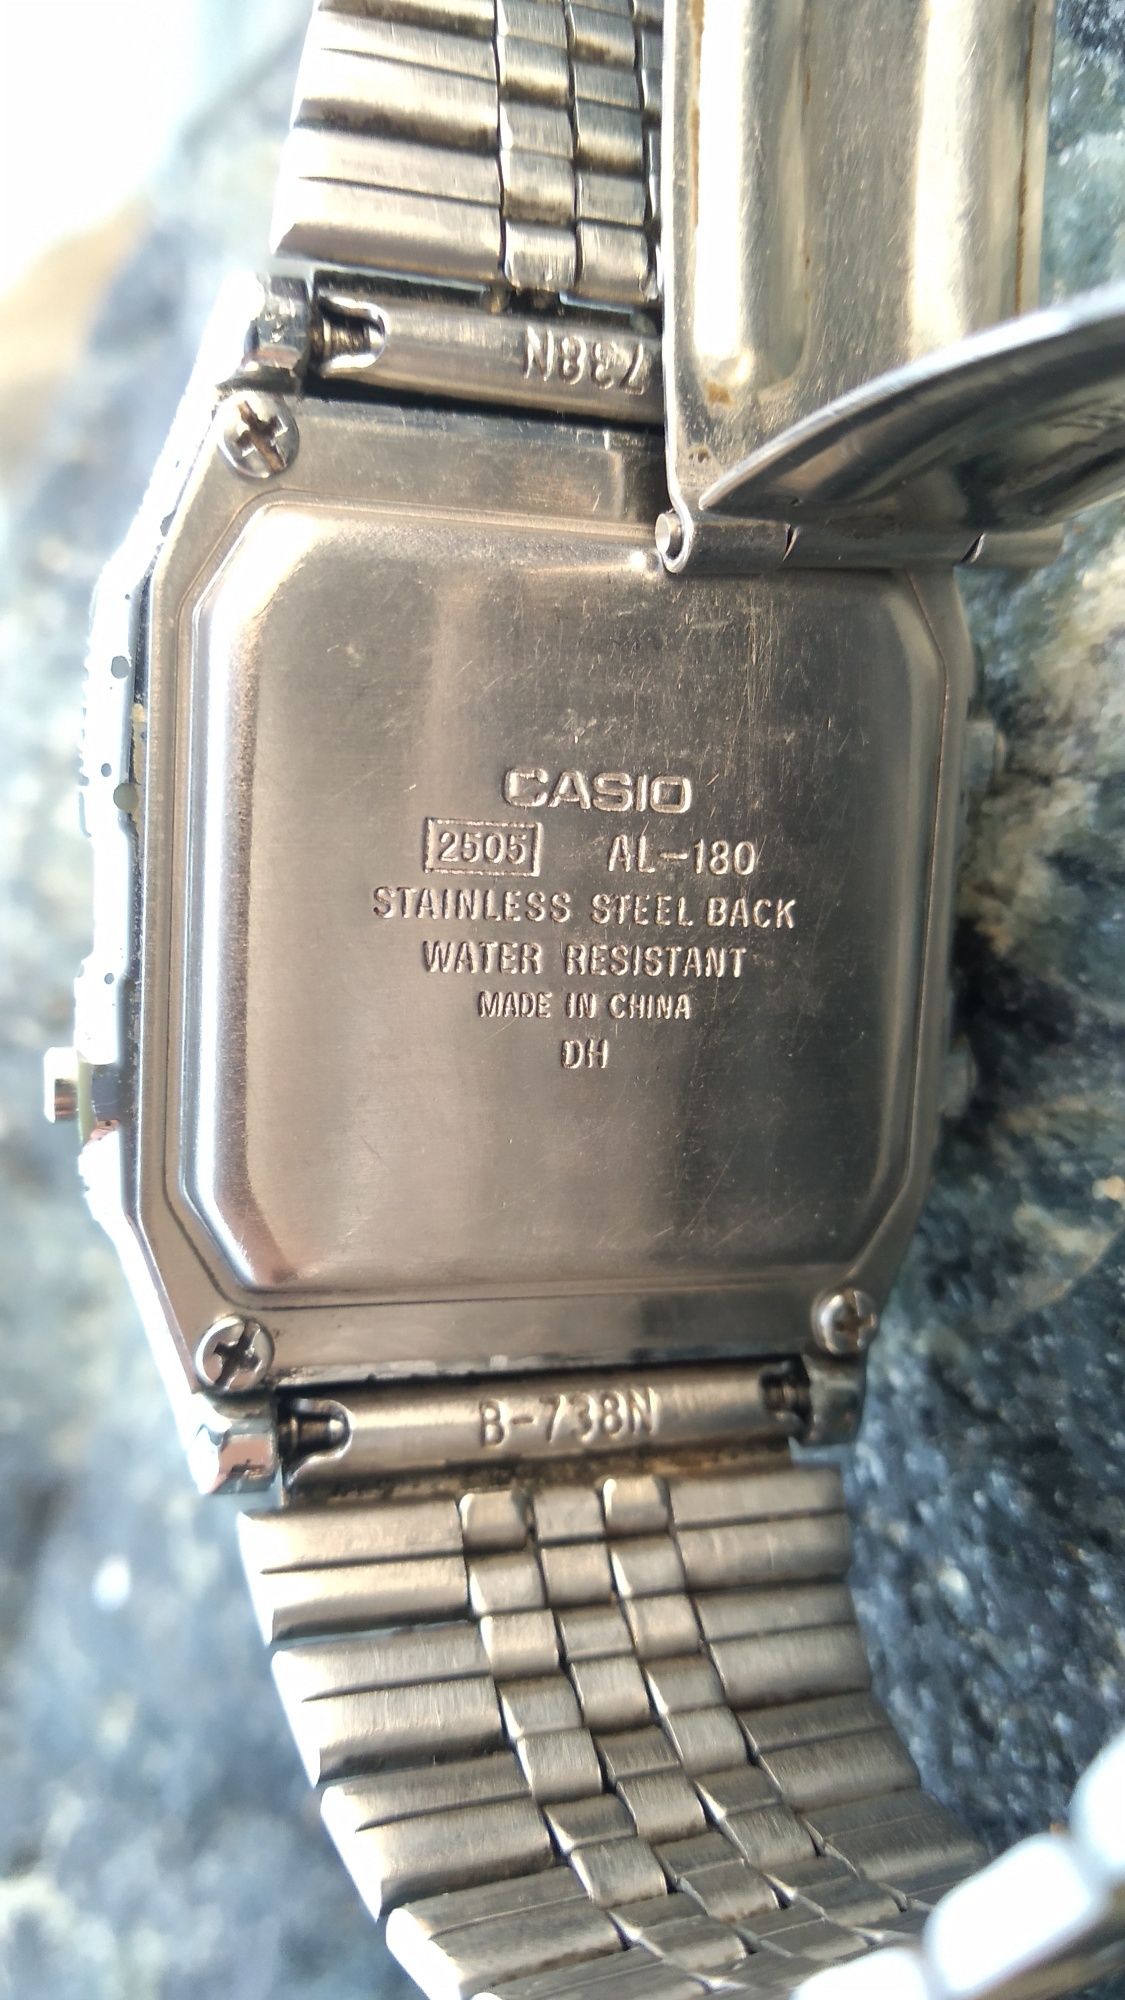 738N
CASIO
2505 AL-180
STAINLESS STEEL BACK
WATER RESISTANT
MADE IN CHINA
DH
B-738N